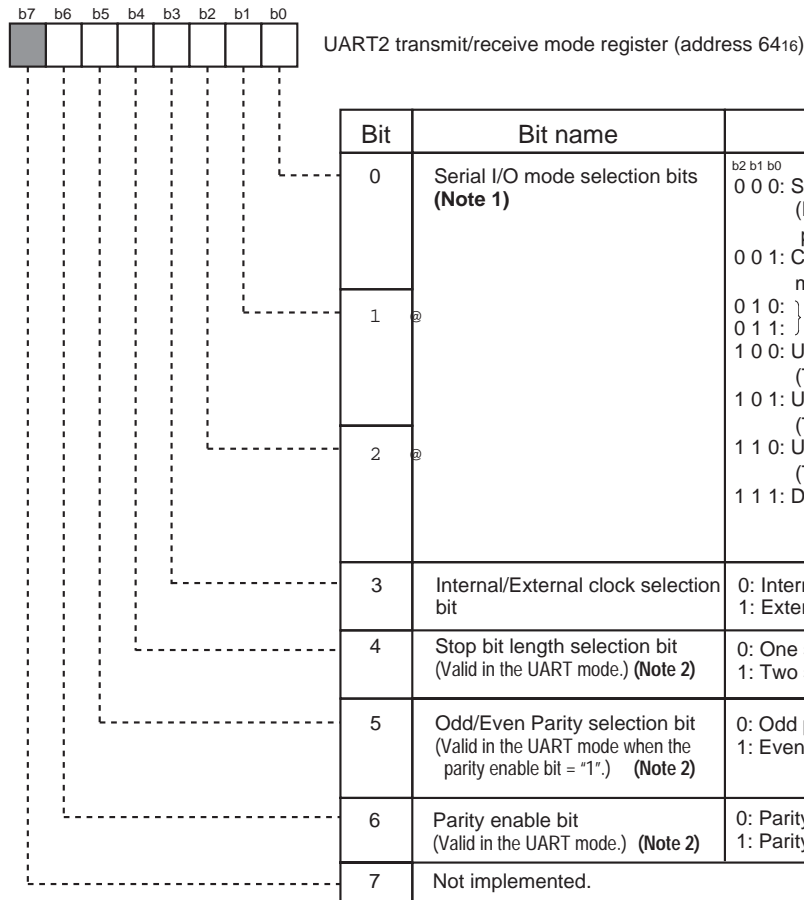 b7 b6 b5 b4 b3 b2 b1 b0
UART2 transmit/receive mode register (address 6416)
Bit Bit name
0 Serial I/O mode selection bits
(Note 1)
b2 b1 b0
0 0 0: S
(
0 0 1: C
m
1 @
0 1 0:
0 1 1:
1 0 0: U
(T
1 0 1: U
(T
2 @
1 1 0: U
(T
1 1 1: D
3 Internal/External clock selection
bit
0: Inter
1: Exter
4 Stop bit length selection bit
(Valid in the UART mode.) (Note 2)
0: One
1: Two
5 Odd/Even Parity selection bit
(Valid in the UART mode when the
parity enable bit = “1”.) (Note 2)
0: Odd
1: Even
6 Parity enable bit
(Valid in the UART mode.) (Note 2)
0: Parity
1: Parity
7 Not implemented.